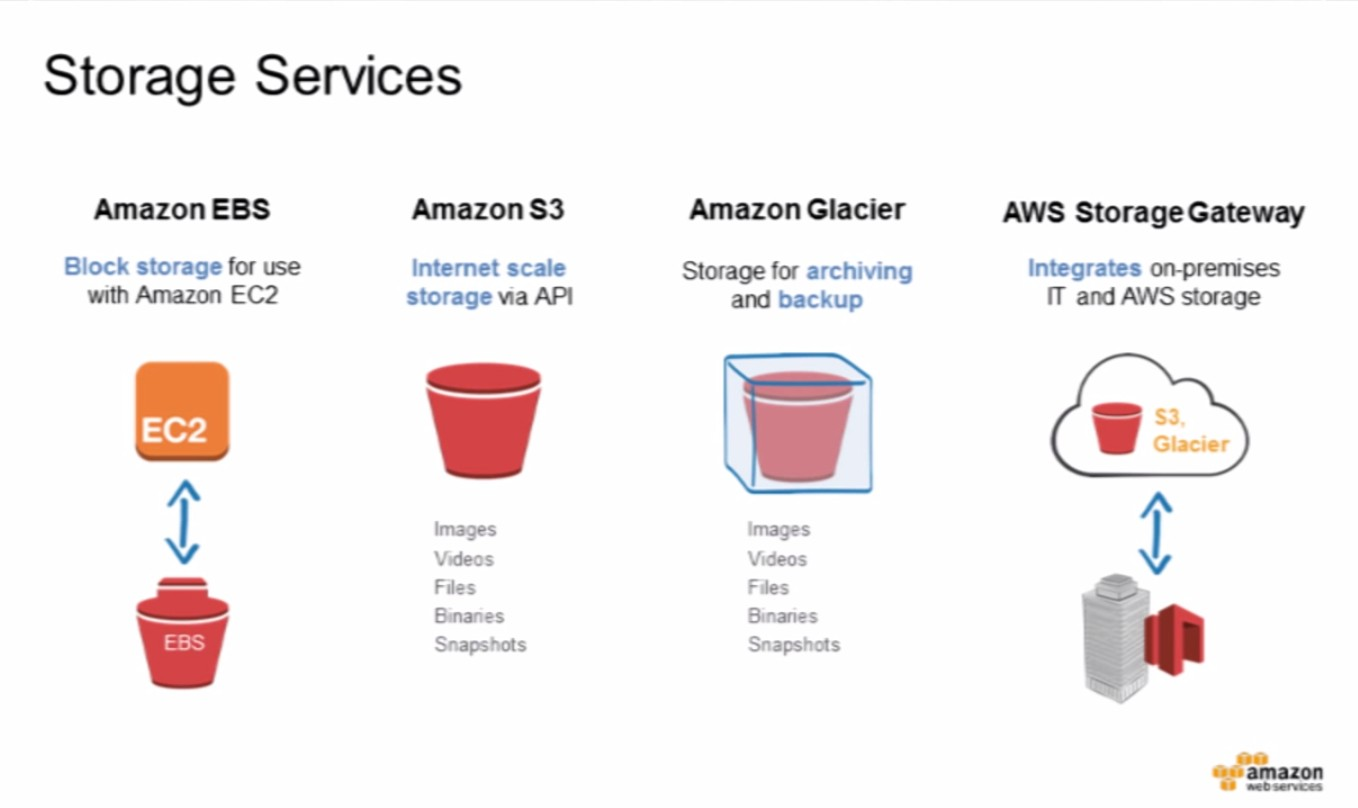 Storage Services
Amazon EBS
Block storage for use
with Amazon EC2
EC2
EBS
Amazon S3
Internet scale
storage via API
Images
Videos
Files
Binaries
Snapshots
Amazon Glacier
Storage for archiving
and backup
Images
Videos
Files
Binaries
Snapshots
AWS Storage Gateway
Integrates on-premises
IT and AWS storage
S3,
Glacier
amazon
web services